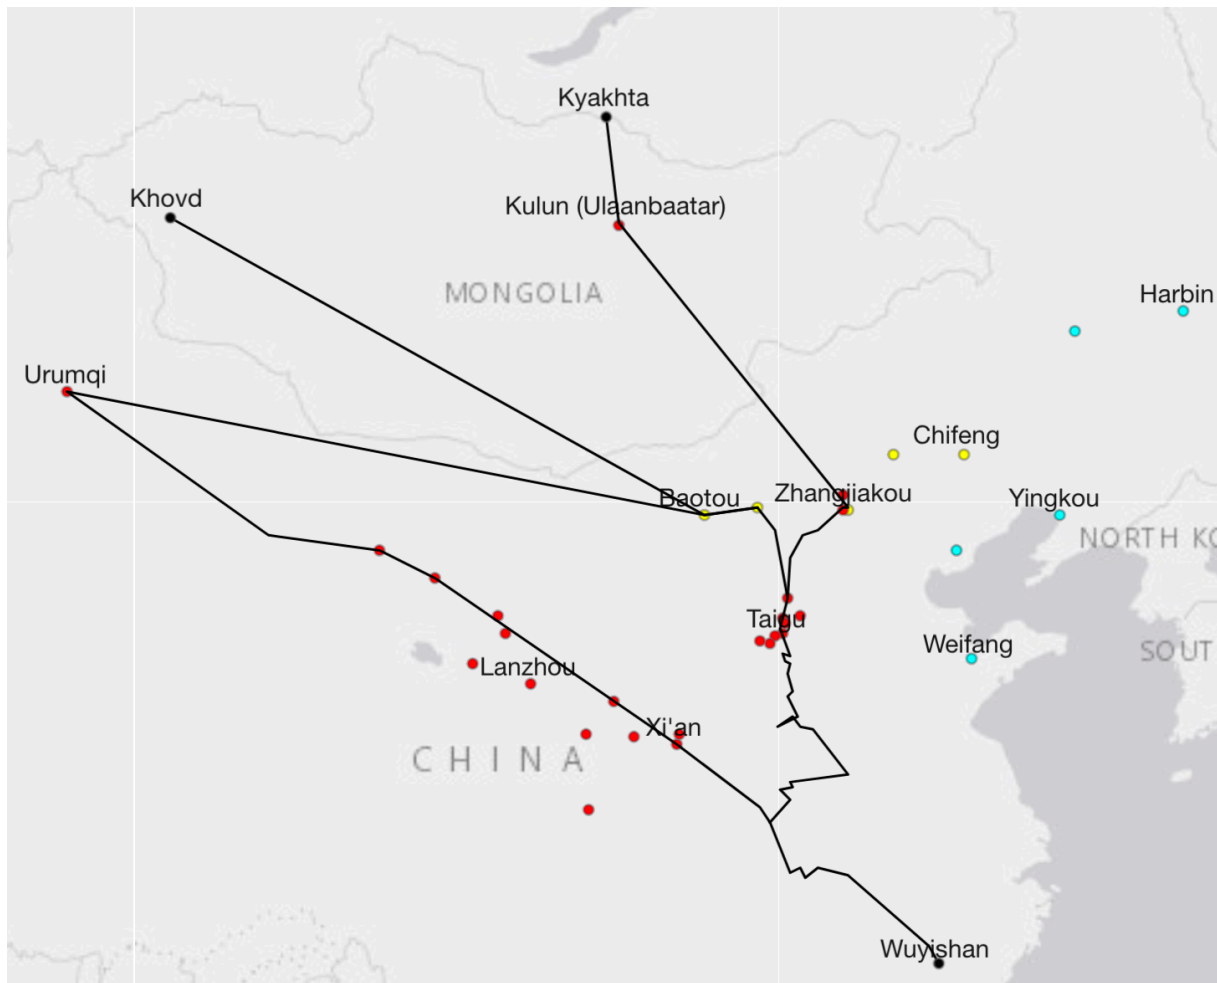 Kyakhta
Khovd
Kulun (Ulaanbaatar)
MONGOLIA
Harbin
Urumqi
Chifeng
Baotou
Zhangjiakou
Yingkou
NORTH KO
Taigu
Weifang
SOUT
Lanzhou
Xi'an
CHINA
Wuyishan